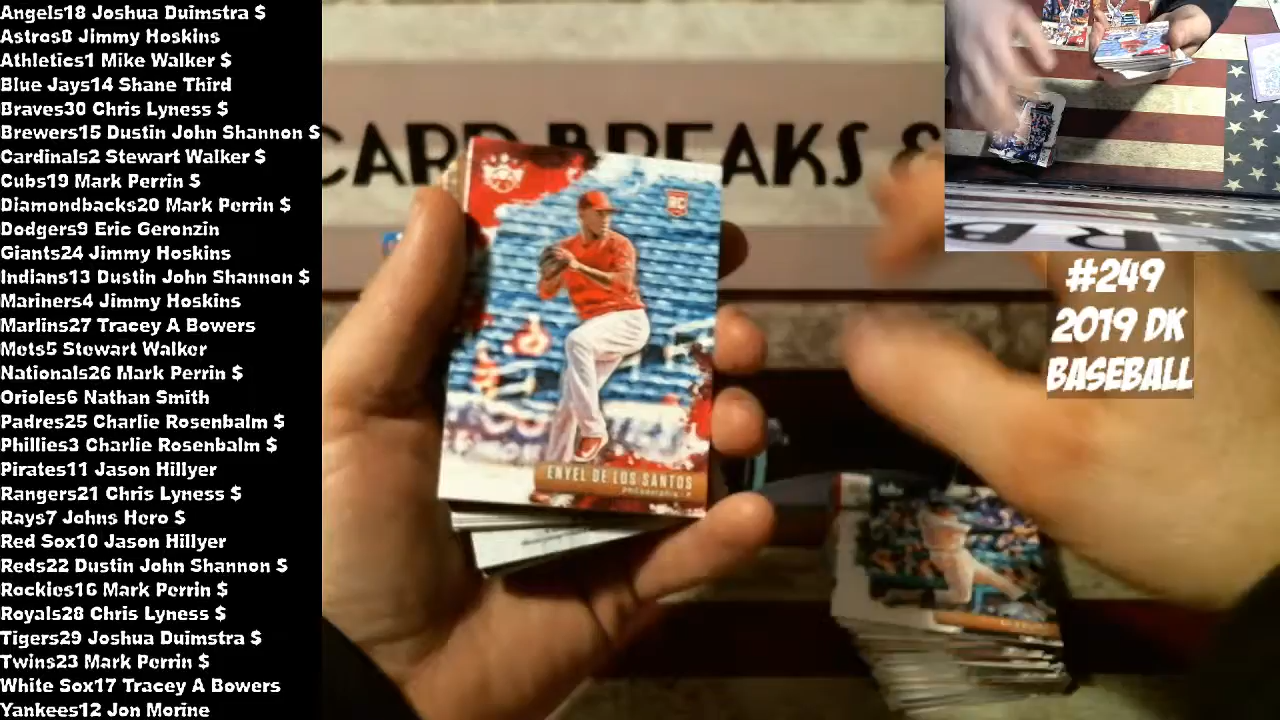 Angels18 Joshua Duimstra $
Astros8 Jimmy Hoskins
Athletics1 Mike Walker $
Blue Jays14 Shane Third
Braves30 Chris Lyness $
Brewers15 Dustin John Shannon $
Cardinals2 Stewart Walker $
Cubs19 Mark Perrin $
Diamondbacks20 Mark Perrin $
Dodgers9 Eric Geronzin
Giants24 Jimmy Hoskins
Indians13 Dustin John Shannon $
Mariners4 Jimmy Hoskins
Marlins27 Tracey A Bowers
Mets5 Stewart Walker
Nationals26 Mark Perrin $
Orioles6 Nathan Smith
Padres25 Charlie Rosenbalm $
Phillies3 Charlie Rosenbalm $
Pirates11 Jason Hillyer
Rangers21 Chris Lyness $
Rays7 Johns Hero $
Red Sox10 Jason Hillyer
Reds22 Dustin John Shannon $
Rockies16 Mark Perrin $
Royals28 Chris Lyness $
Tigers29 Joshua Duimstra $
Twins23 Mark Perrin $
White Sox17 Tracey A Bowers
Yankees12 Jon Morine
CARD BREAKS &
RC
ENYEL DE LOS SANTOS
PHILADELPHIA • P
#249
2019 DK
BASEBALL